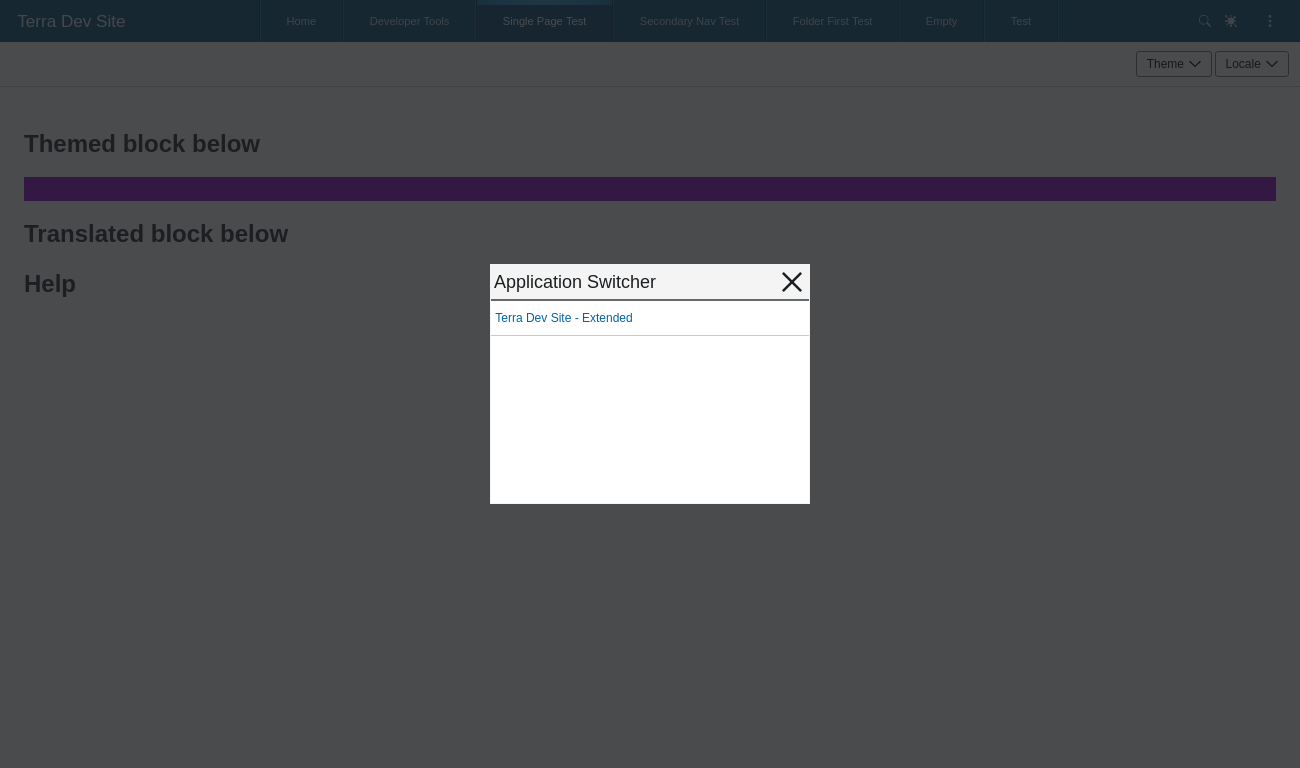 Terra Dev Site
Home
Developer Tools
Single Page Test
Secondary Nav Test
Folder First Test
Empty
Test
Theme
Locale
Themed block below
Translated block below
Help
Application Switcher
Terra Dev Site - Extended